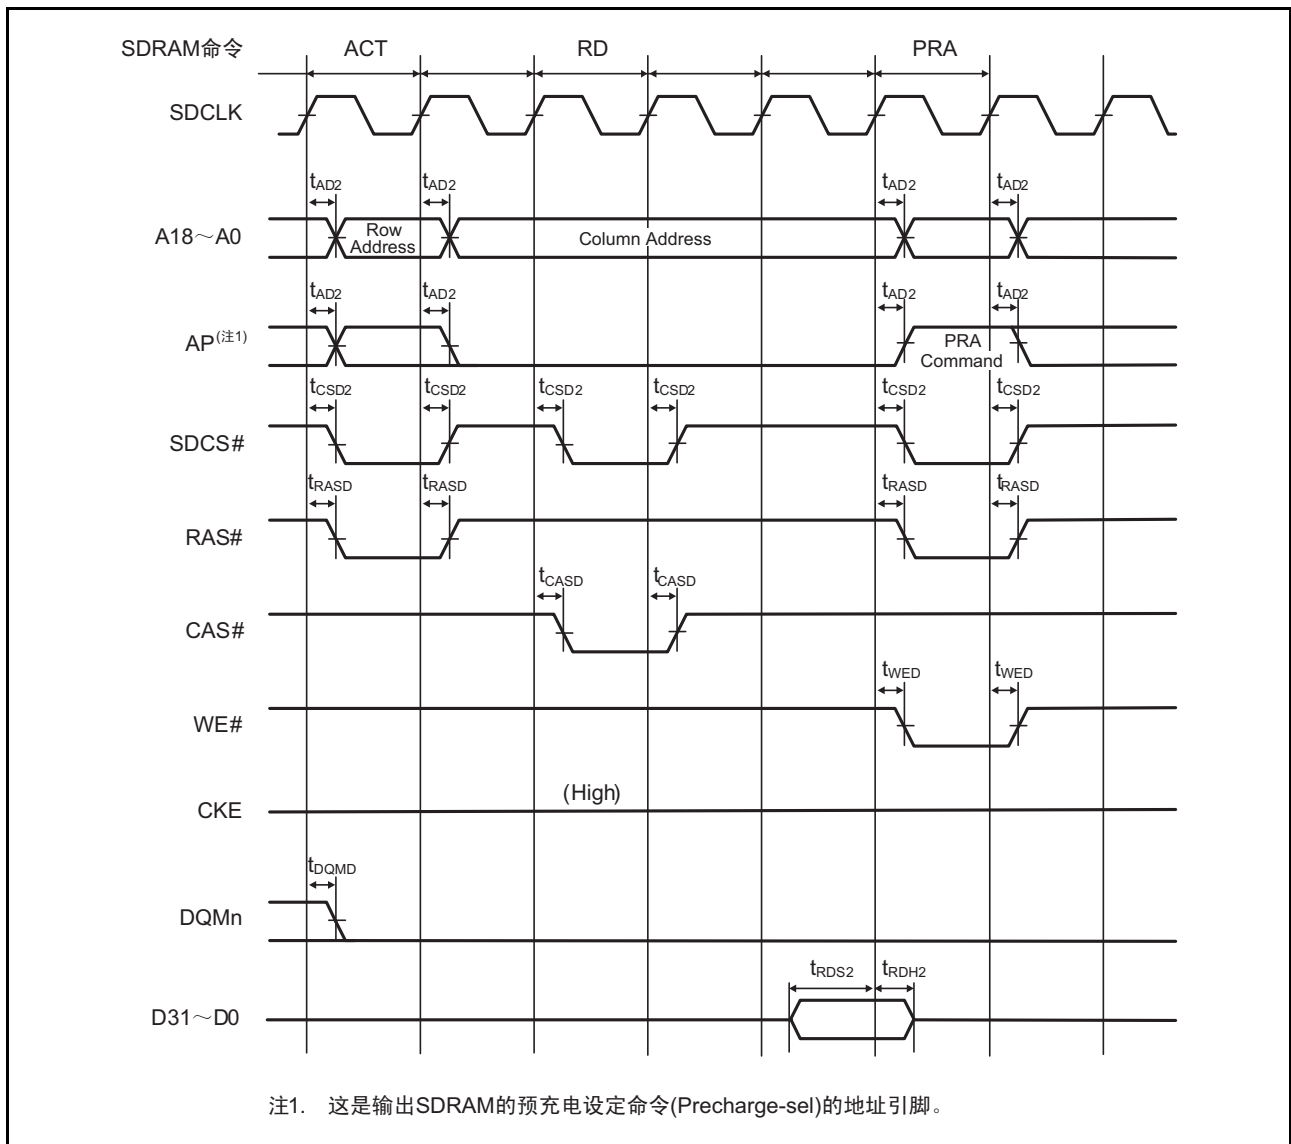 SDRAM命令 ACT RD PRA
SDCLK
tAD2 tAD2 tAD2 tAD2
A18～A0 Row Address Column Address
tAD2 tAD2 tAD2 tAD2
AP(注1) PRA Command
tCSD2 tCSD2 tCSD2 tCSD2 tCSD2 tCSD2
SDCS#
tRASD tRASD tRASD tRASD
RAS#
tCASD tCASD
CAS#
tWED tWED
WE#
(High)
CKE
tDQMD
DQMn
tRDS2 tRDH2
D31～D0
注1. 这是输出SDRAM的预充电设定命令(Precharge-sel)的地址引脚。